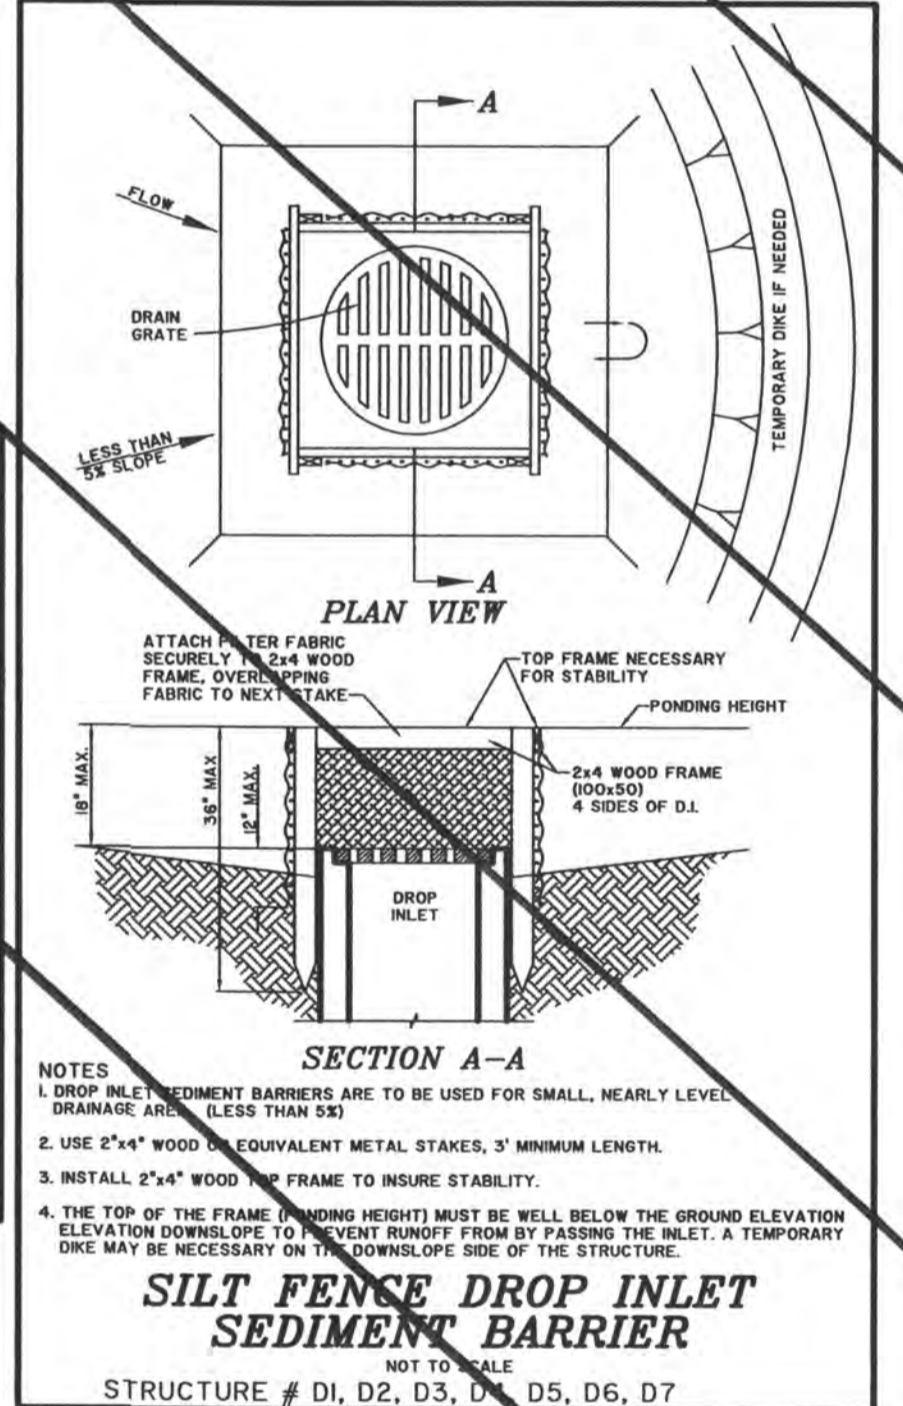 A
FLOW
DRAIN
GRATE
LESS THAN
5% SLOPE
TEMPORARY DIKE IF NEEDED
A
PLAN VIEW
ATTACH FILTER FABRIC
SECURELY TO 2x4 WOOD
FRAME, OVERLAPPING
FABRIC TO NEXT STAKE
TOP FRAME NECESSARY
FOR STABILITY
PONDING HEIGHT
18" MAX.
36" MAX
12" MAX.
2x4 WOOD FRAME
(100x50)
4 SIDES OF D.I.
DROP
INLET
SECTION A-A
NOTES
1. DROP INLET SEDIMENT BARRIERS ARE TO BE USED FOR SMALL, NEARLY LEVEL
DRAINAGE AREA. (LESS THAN 5%)
2. USE 2"x4" WOOD OR EQUIVALENT METAL STAKES, 3' MINIMUM LENGTH.
3. INSTALL 2"x4" WOOD TOP FRAME TO INSURE STABILITY.
4. THE TOP OF THE FRAME (PONDING HEIGHT) MUST BE WELL BELOW THE GROUND ELEVATION
ELEVATION DOWNSLOPE TO PREVENT RUNOFF FROM BY PASSING THE INLET. A TEMPORARY
DIKE MAY BE NECESSARY ON THE DOWNSLOPE SIDE OF THE STRUCTURE.
SILT FENCE DROP INLET
SEDIMENT BARRIER
NOT TO SCALE
STRUCTURE # D1, D2, D3, D4, D5, D6, D7